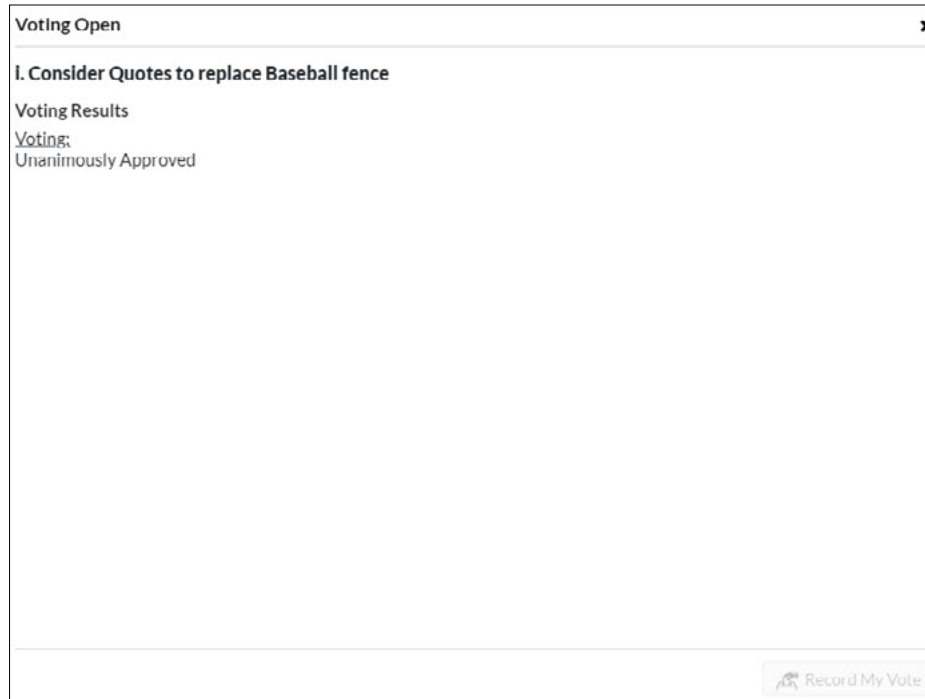 Voting Open
i. Consider Quotes to replace Baseball fence
Voting Results
Voting:
Unanimously Approved
Record My Vote